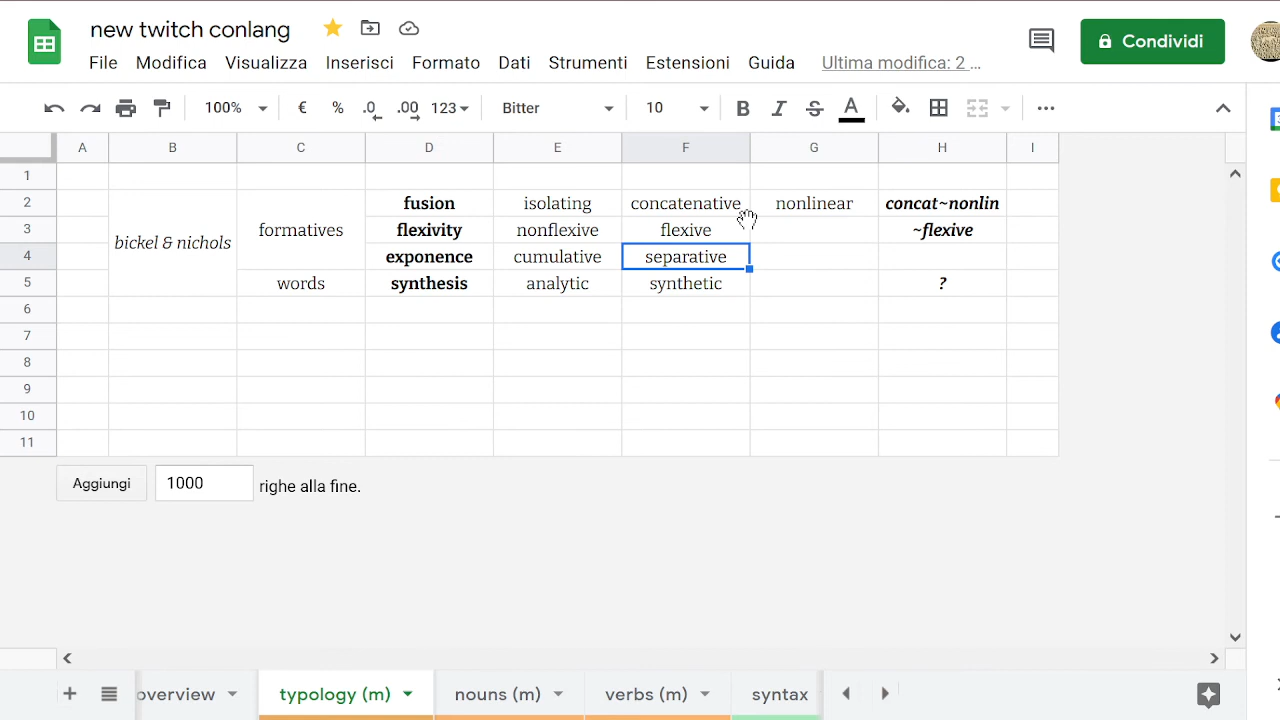 new twitch conlang
File Modifica Visualizza Inserisci Formato Dati Strumenti Estensioni Guida Ultima modifica: 2 …
Condividi
100% € % .0 .00 123 Bitter 10 B I S A
A B C D E F G H I
1
2 fusion isolating concatenative nonlinear concat~nonlin
3 bickel & nichols formatives flexivity nonflexive flexive ~flexive
4 exponence cumulative separative
5 words synthesis analytic synthetic ?
6
7
8
9
10
11
Aggiungi 1000 righe alla fine.
overview typology (m) nouns (m) verbs (m) syntax